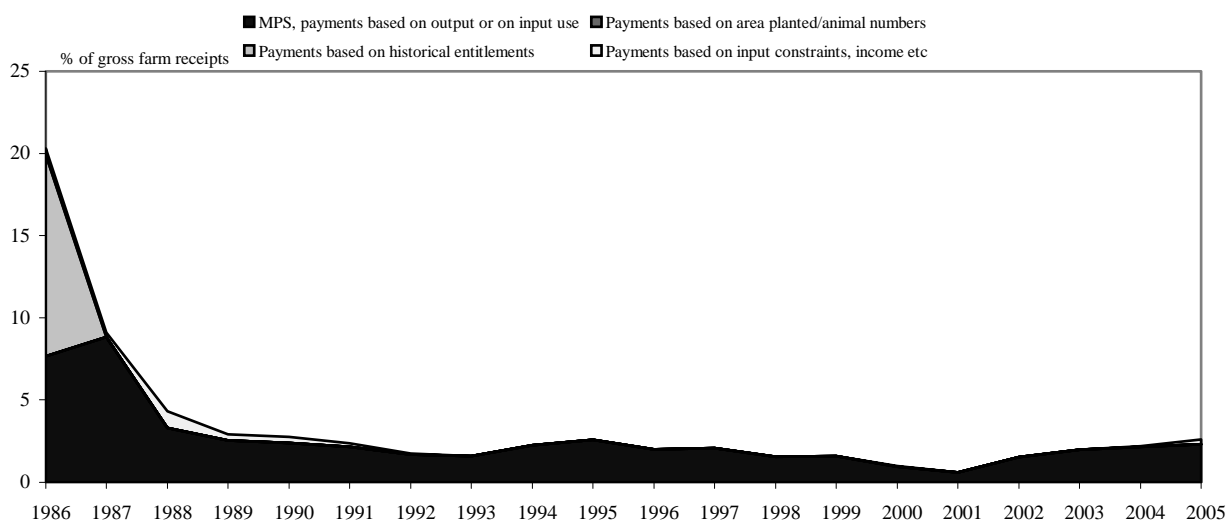 MPS, payments based on output or on input use Payments based on area planted/animal numbers
Payments based on historical entitlements Payments based on input constraints, income etc
% of gross farm receipts
25
20
15
10
5
0
1986 1987 1988 1989 1990 1991 1992 1993 1994 1995 1996 1997 1998 1999 2000 2001 2002 2003 2004 2005